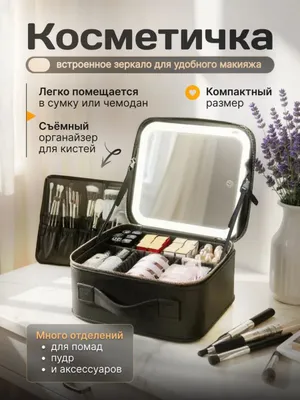 Косметичка
встроенное зеркало для удобного макияжа
Легко помещается
в сумку или чемодан
Компактный
размер
Съёмный
органайзер
для кистей
Много отделений
• для помад
• пудр
• и аксессуаров